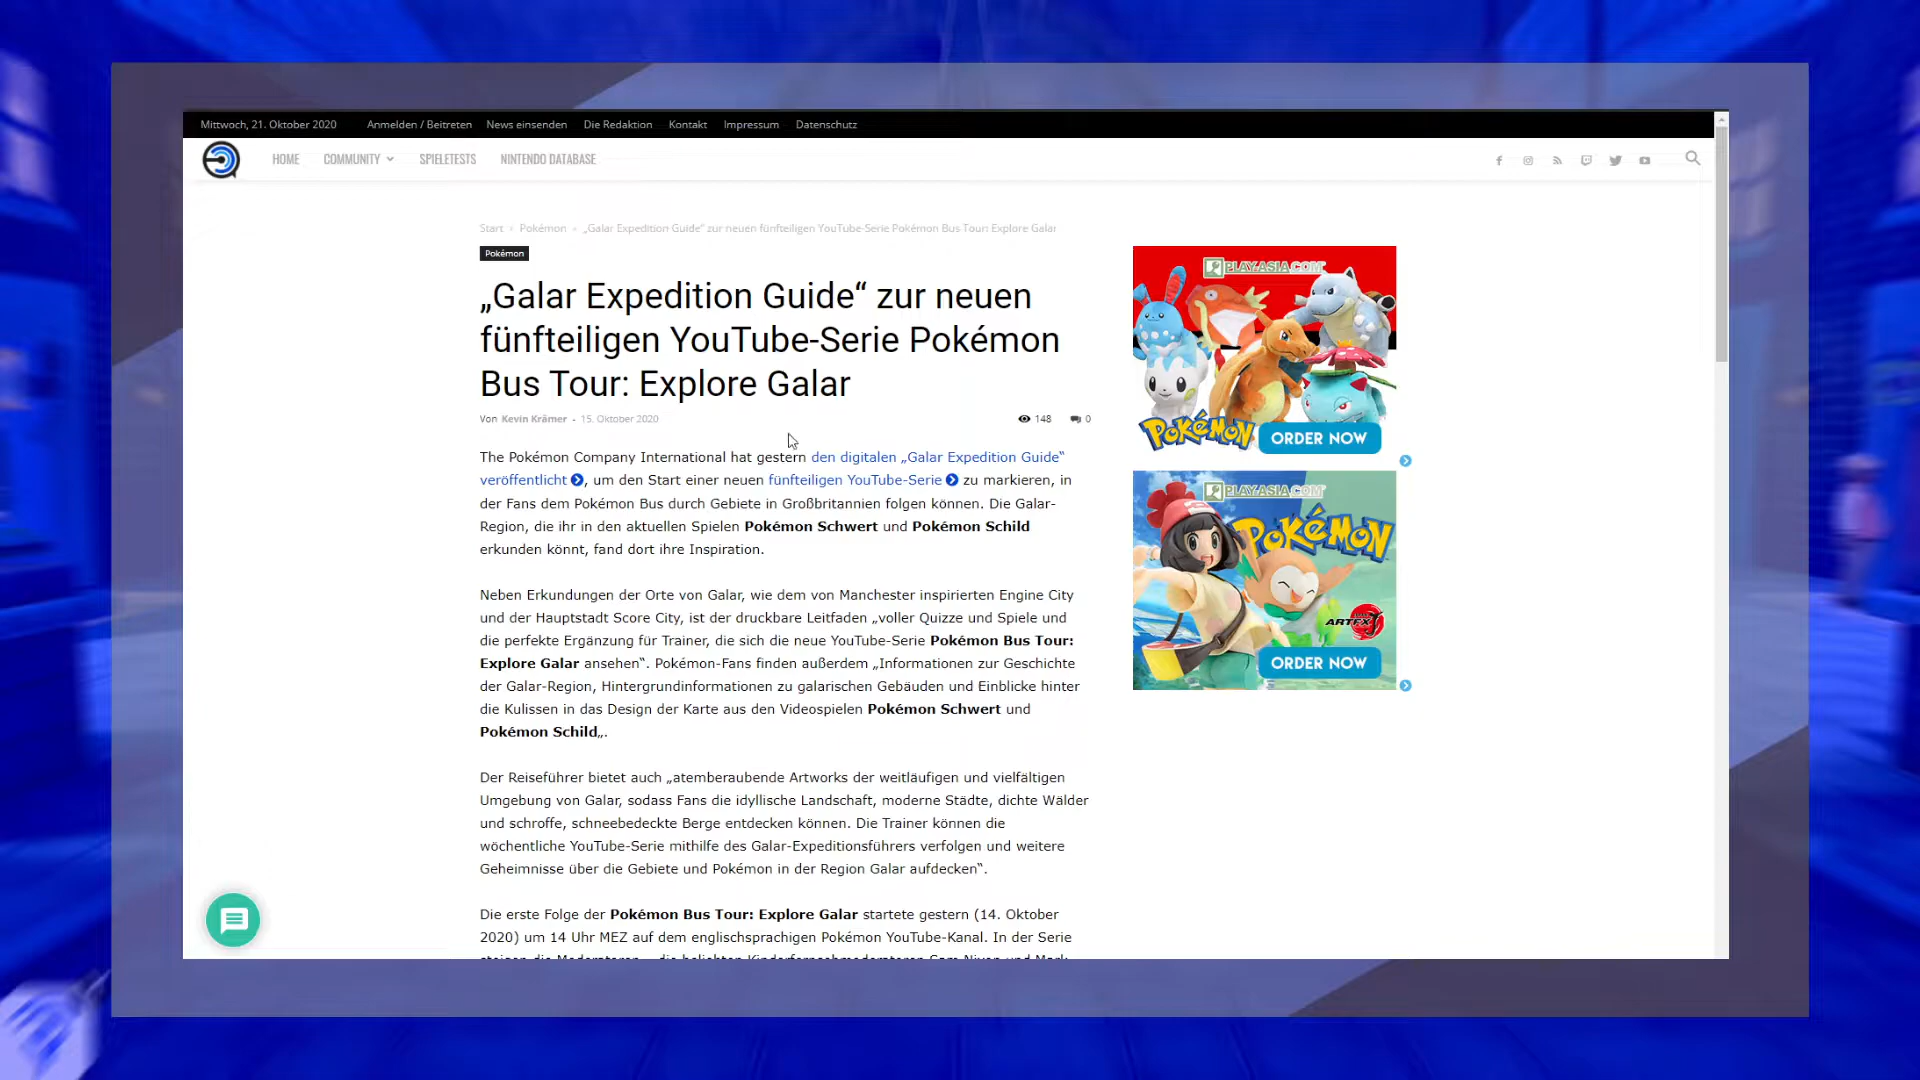 Mittwoch, 21. Oktober 2020 Anmelden / Beitreten News einsenden Die Redaktion Kontakt Impressum Datenschutz
HOME COMMUNITY SPIELETESTS NINTENDO DATABASE
Start › Pokémon › „Galar Expedition Guide“ zur neuen fünfteiligen YouTube-Serie Pokémon Bus Tour: Explore Galar
Pokémon
„Galar Expedition Guide“ zur neuen
fünfteiligen YouTube-Serie Pokémon
Bus Tour: Explore Galar
Von Kevin Krämer - 15. Oktober 2020 148 0
The Pokémon Company International hat gestern den digitalen „Galar Expedition Guide“
veröffentlicht, um den Start einer neuen fünfteiligen YouTube-Serie zu markieren, in
der Fans dem Pokémon Bus durch Gebiete in Großbritannien folgen können. Die Galar-
Region, die ihr in den aktuellen Spielen Pokémon Schwert und Pokémon Schild
erkunden könnt, fand dort ihre Inspiration.
Neben Erkundungen der Orte von Galar, wie dem von Manchester inspirierten Engine City
und der Hauptstadt Score City, ist der druckbare Leitfaden „voller Quizze und Spiele und
die perfekte Ergänzung für Trainer, die sich die neue YouTube-Serie Pokémon Bus Tour:
Explore Galar ansehen“. Pokémon-Fans finden außerdem „Informationen zur Geschichte
der Galar-Region, Hintergrundinformationen zu galarischen Gebäuden und Einblicke hinter
die Kulissen in das Design der Karte aus den Videospielen Pokémon Schwert und
Pokémon Schild„.
Der Reiseführer bietet auch „atemberaubende Artworks der weitläufigen und vielfältigen
Umgebung von Galar, sodass Fans die idyllische Landschaft, moderne Städte, dichte Wälder
und schroffe, schneebedeckte Berge entdecken können. Die Trainer können die
wöchentliche YouTube-Serie mithilfe des Galar-Expeditionsführers verfolgen und weitere
Geheimnisse über die Gebiete und Pokémon in der Region Galar aufdecken“.
Die erste Folge der Pokémon Bus Tour: Explore Galar startete gestern (14. Oktober
2020) um 14 Uhr MEZ auf dem englischsprachigen Pokémon YouTube-Kanal. In der Serie
PLAY-ASIA.COM
POKÉMON
ORDER NOW
PLAY-ASIA.COM
POKÉMON
ARTFX J
ORDER NOW